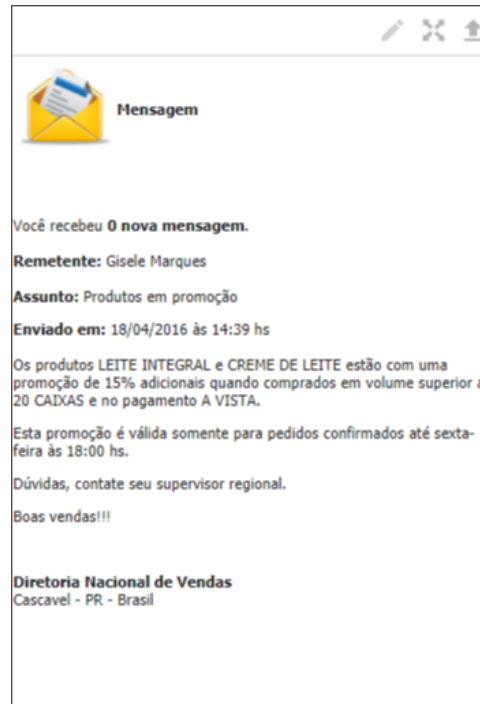 Mensagem
Você recebeu 0 nova mensagem.
Remetente: Gisele Marques
Assunto: Produtos em promoção
Enviado em: 18/04/2016 às 14:39 hs
Os produtos LEITE INTEGRAL e CREME DE LEITE estão com uma
promoção de 15% adicionais quando comprados em volume superior a
20 CAIXAS e no pagamento A VISTA.
Esta promoção é válida somente para pedidos confirmados até sexta-
feira às 18:00 hs.
Dúvidas, contate seu supervisor regional.
Boas vendas!!!
Diretoria Nacional de Vendas
Cascavel - PR - Brasil